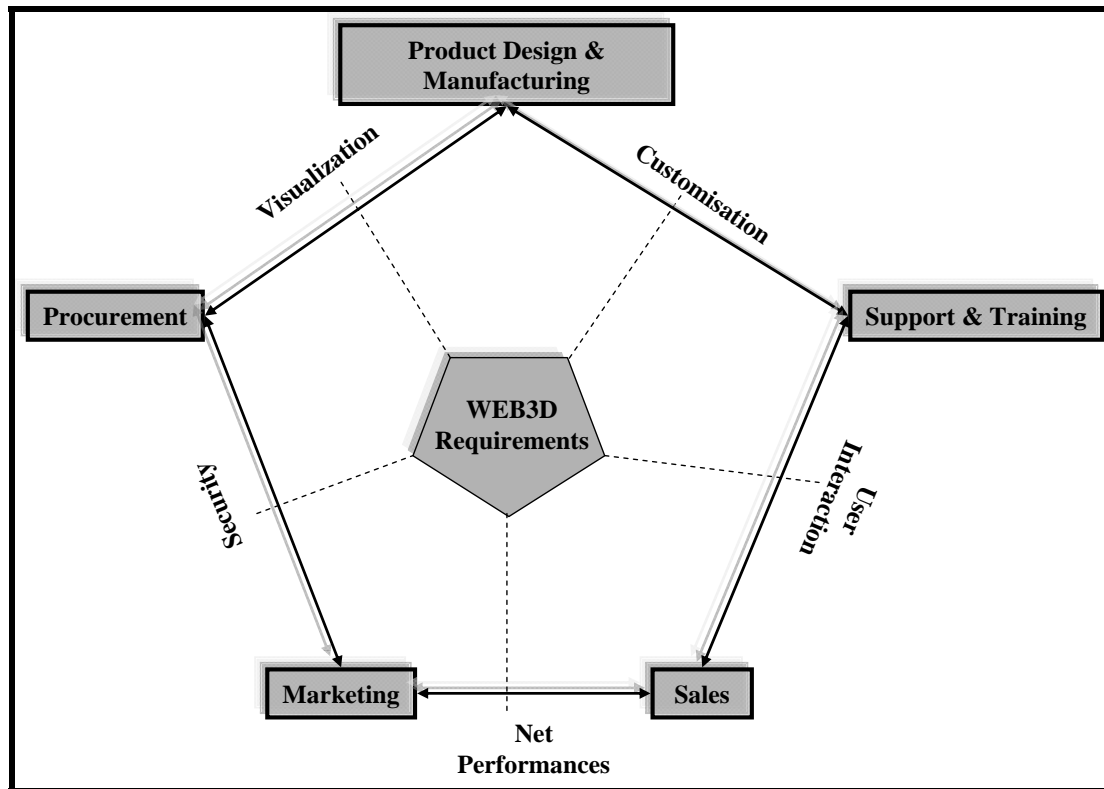 Product Design &
Manufacturing
Visualization
Customisation
Procurement
Support & Training
WEB3D
Requirements
Security
User
Interaction
Marketing
Sales
Net
Performances